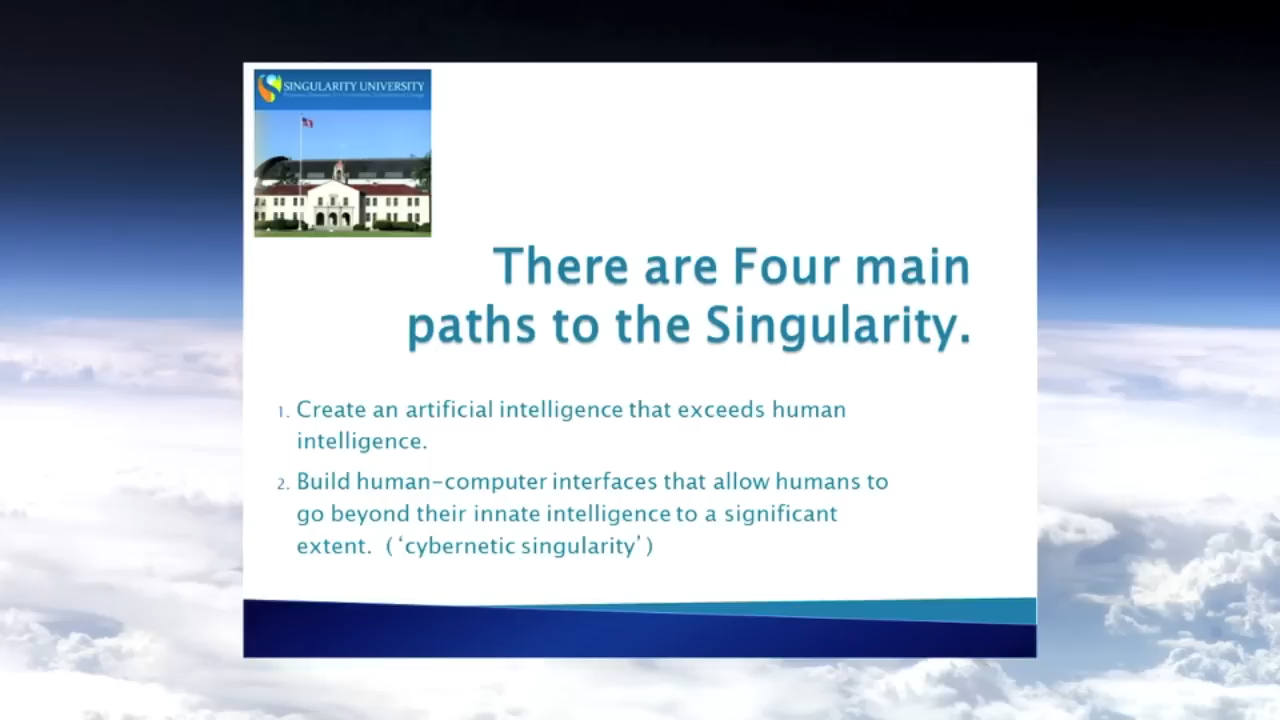 SINGULARITY UNIVERSITY
There are Four main
paths to the Singularity.
1. Create an artificial intelligence that exceeds human
intelligence.
2. Build human-computer interfaces that allow humans to
go beyond their innate intelligence to a significant
extent. ( ‘cybernetic singularity’ )